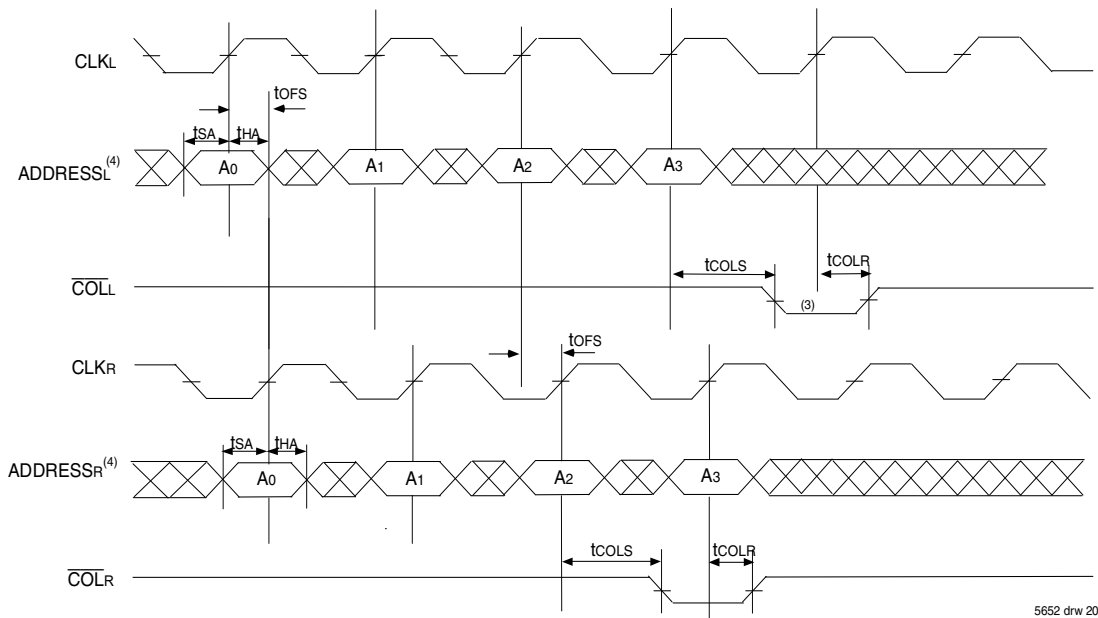 CLKL
tOFS
tSA tHA
ADDRESSL(4) A0 A1 A2 A3
tCOLS tCOLR
COLL (3)
tOFS
CLKR
tSA tHA
ADDRESSR(4) A0 A1 A2 A3
tCOLS tCOLR
COLR
5652 drw 20